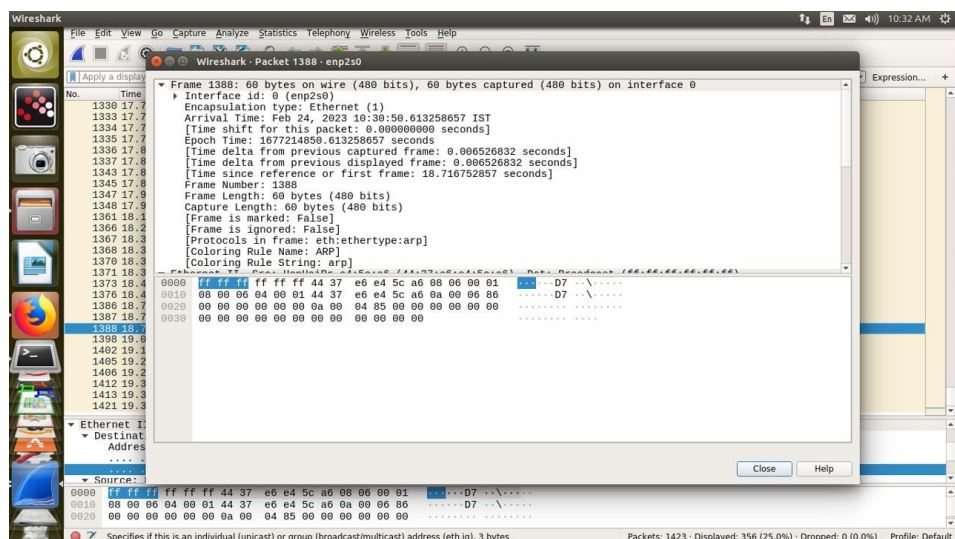 Wireshark
En
10:32 AM
File Edit View Go Capture Analyze Statistics Telephony Wireless Tools Help
Wireshark · Packet 1388 · enp2s0
Apply a display
Expression... +
No. Time
1330 17.7
1333 17.7
1334 17.7
1335 17.7
1336 17.8
1337 17.8
1343 17.8
1345 17.8
1347 17.9
1348 17.9
1361 18.1
1366 18.2
1367 18.3
1368 18.3
1370 18.3
1371 18.3
1373 18.4
1376 18.4
1386 18.7
1387 18.7
1388 18.7
1398 19.0
1402 19.1
1405 19.2
1406 19.2
1412 19.3
1413 19.3
1421 19.3
Frame 1388: 60 bytes on wire (480 bits), 60 bytes captured (480 bits) on interface 0
Interface id: 0 (enp2s0)
Encapsulation type: Ethernet (1)
Arrival Time: Feb 24, 2023 10:30:50.613258657 IST
[Time shift for this packet: 0.000000000 seconds]
Epoch Time: 1677214850.613258657 seconds
[Time delta from previous captured frame: 0.006526832 seconds]
[Time delta from previous displayed frame: 0.006526832 seconds]
[Time since reference or first frame: 18.716752857 seconds]
Frame Number: 1388
Frame Length: 60 bytes (480 bits)
Capture Length: 60 bytes (480 bits)
[Frame is marked: False]
[Frame is ignored: False]
[Protocols in frame: eth:ethertype:arp]
[Coloring Rule Name: ARP]
[Coloring Rule String: arp]
0000 ff ff ff ff ff ff 44 37 e6 e4 5c a6 08 06 00 01 ······D7 ··\·····
0010 08 00 06 04 00 01 44 37 e6 e4 5c a6 0a 00 06 86 ······D7 ··\·····
0020 00 00 00 00 00 00 0a 00 04 85 00 00 00 00 00 00 ········ ········
0030 00 00 00 00 00 00 00 00 00 00 00 00 ········ ····
Close Help
Ethernet I
Destinat
Addres
.... .
.... .
Source:
0000 ff ff ff ff ff ff 44 37 e6 e4 5c a6 08 06 00 01 ······D7 ··\·····
0010 08 00 06 04 00 01 44 37 e6 e4 5c a6 0a 00 06 86 ······D7 ··\·····
0020 00 00 00 00 00 00 0a 00 04 85 00 00 00 00 00 00 ········ ········
Specifies if this is an individual (unicast) or group (broadcast/multicast) address (eth.ig), 3 bytes
Packets: 1423 · Displayed: 356 (25.0%) · Dropped: 0 (0.0%) Profile: Default